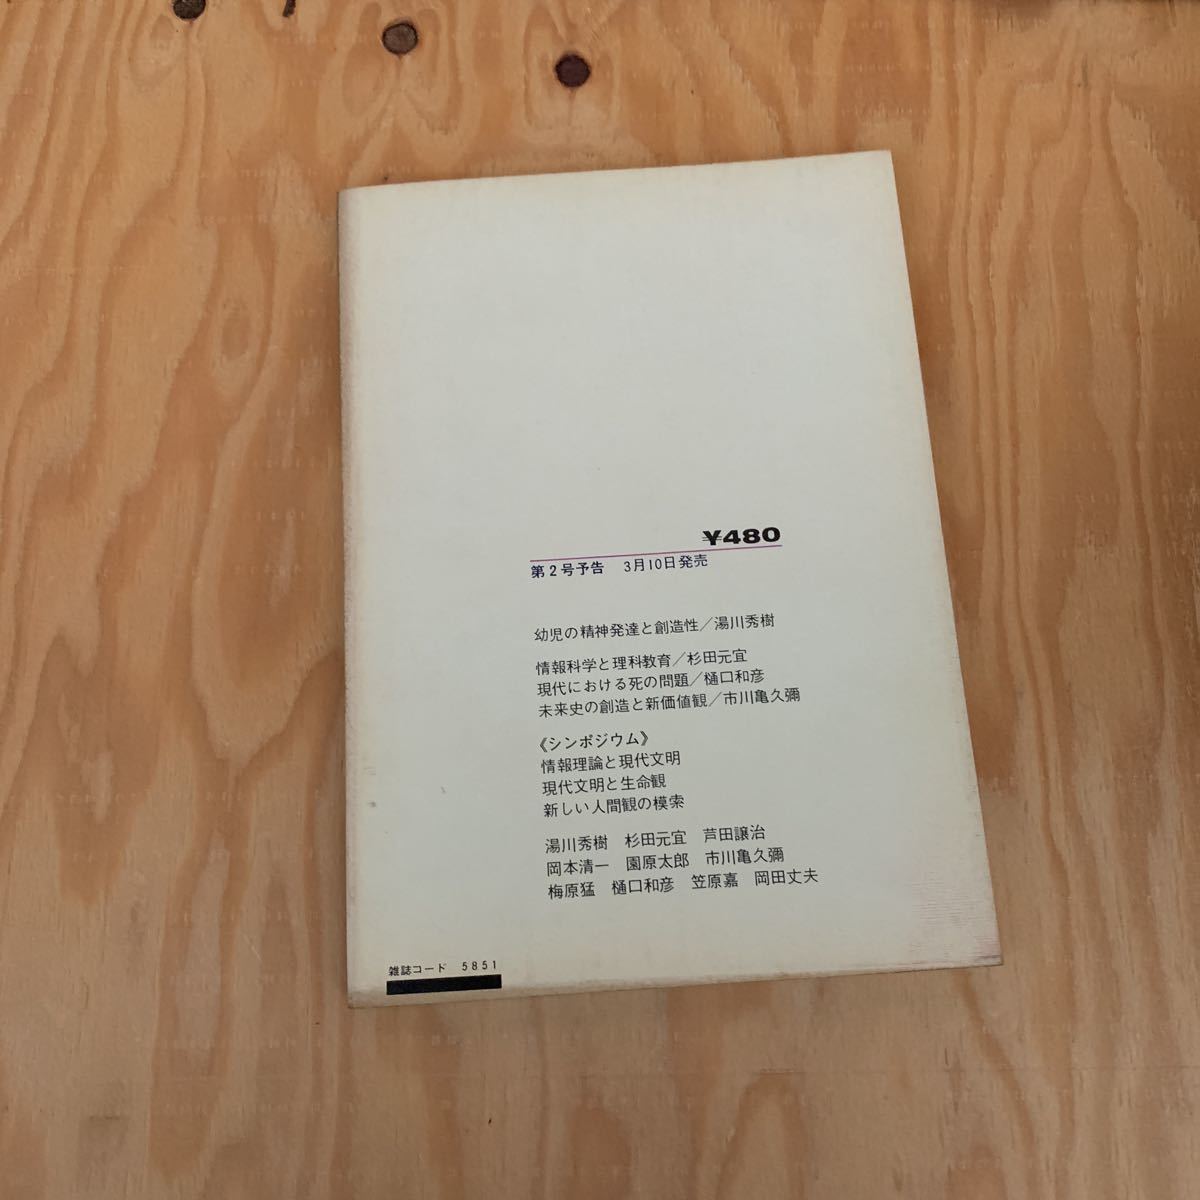 ¥480
第2号予告 3月10日発売
幼児の精神発達と創造性／湯川秀樹
情報科学と理科教育／杉田元宜
現代における死の問題／樋口和彦
未来史の創造と新価値観／市川亀久彌
《シンポジウム》
情報理論と現代文明
現代文明と生命観
新しい人間観の模索
湯川秀樹 杉田元宜 芦田譲治
岡本清一 園原太郎 市川亀久彌
梅原猛 樋口和彦 笠原嘉 岡田丈夫
雑誌コード 5851